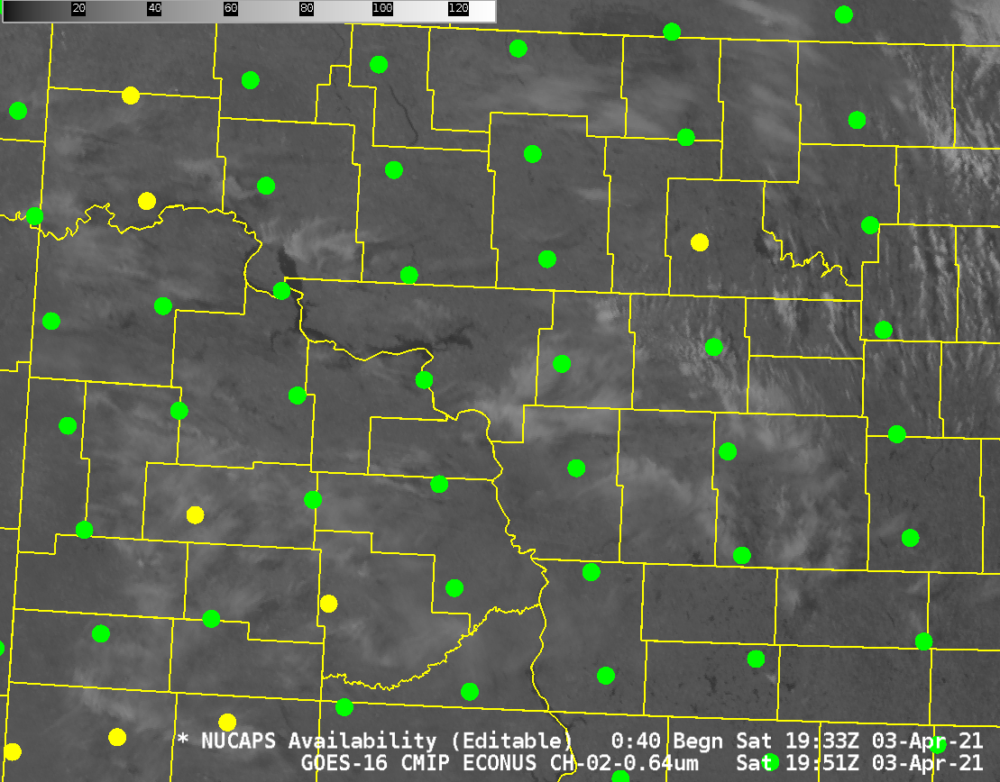 20 40 60 80 100 120
* NUCAPS Availability (Editable) 0:40 Begn Sat 19:33Z 03-Apr-21
GOES-16 CMIP ECONUS CH-02-0.64um Sat 19:51Z 03-Apr-21